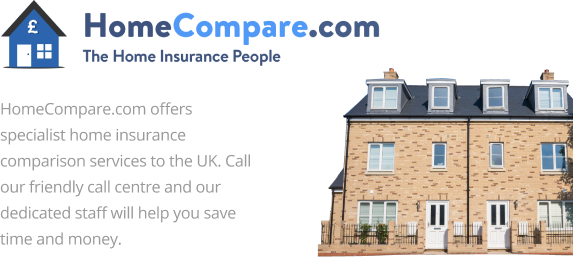 £
HomeCompare.com
The Home Insurance People
HomeCompare.com offers
specialist home insurance
comparison services to the UK. Call
our friendly call centre and our
dedicated staff will help you save
time and money.